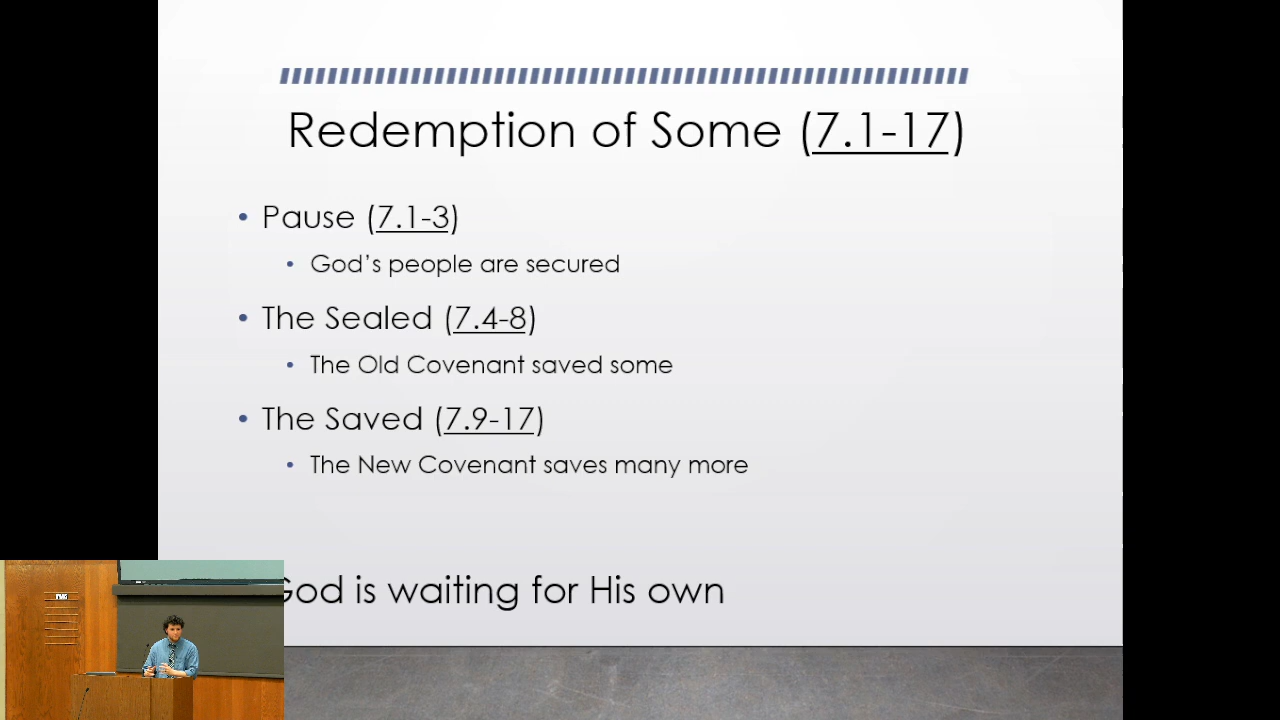 Redemption of Some (7.1-17)
• Pause (7.1-3)
• God’s people are secured
• The Sealed (7.4-8)
• The Old Covenant saved some
• The Saved (7.9-17)
• The New Covenant saves many more
God is waiting for His own